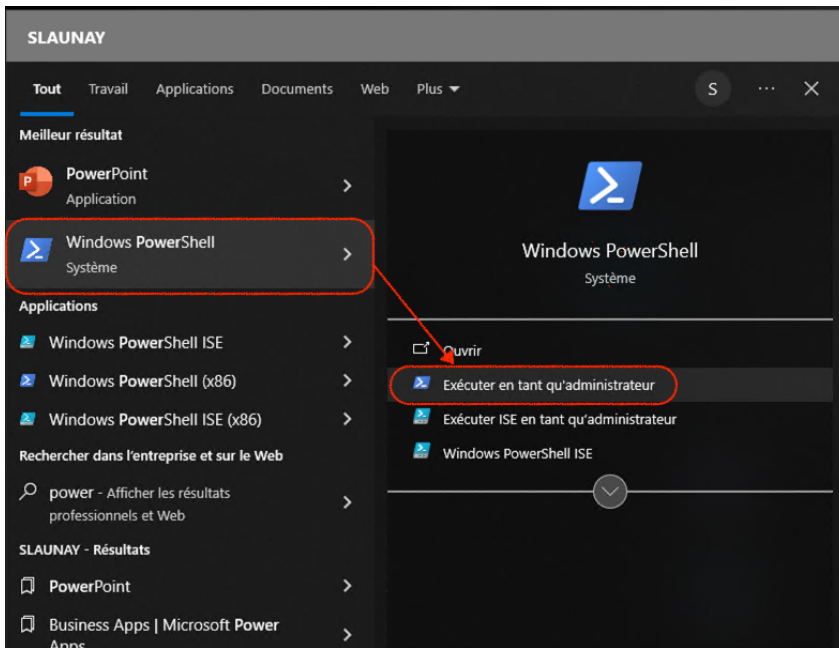 SLAUNAY
Tout Travail Applications Documents Web Plus S ...
Meilleur résultat
PowerPoint
Application
Windows PowerShell
Système
Applications
Windows PowerShell ISE
Windows PowerShell (x86)
Windows PowerShell ISE (x86)
Rechercher dans l'entreprise et sur le Web
power - Afficher les résultats
professionnels et Web
SLAUNAY - Résultats
PowerPoint
Business Apps | Microsoft Power
Apps
Windows PowerShell
Système
Ouvrir
Exécuter en tant qu'administrateur
Exécuter ISE en tant qu'administrateur
Windows PowerShell ISE